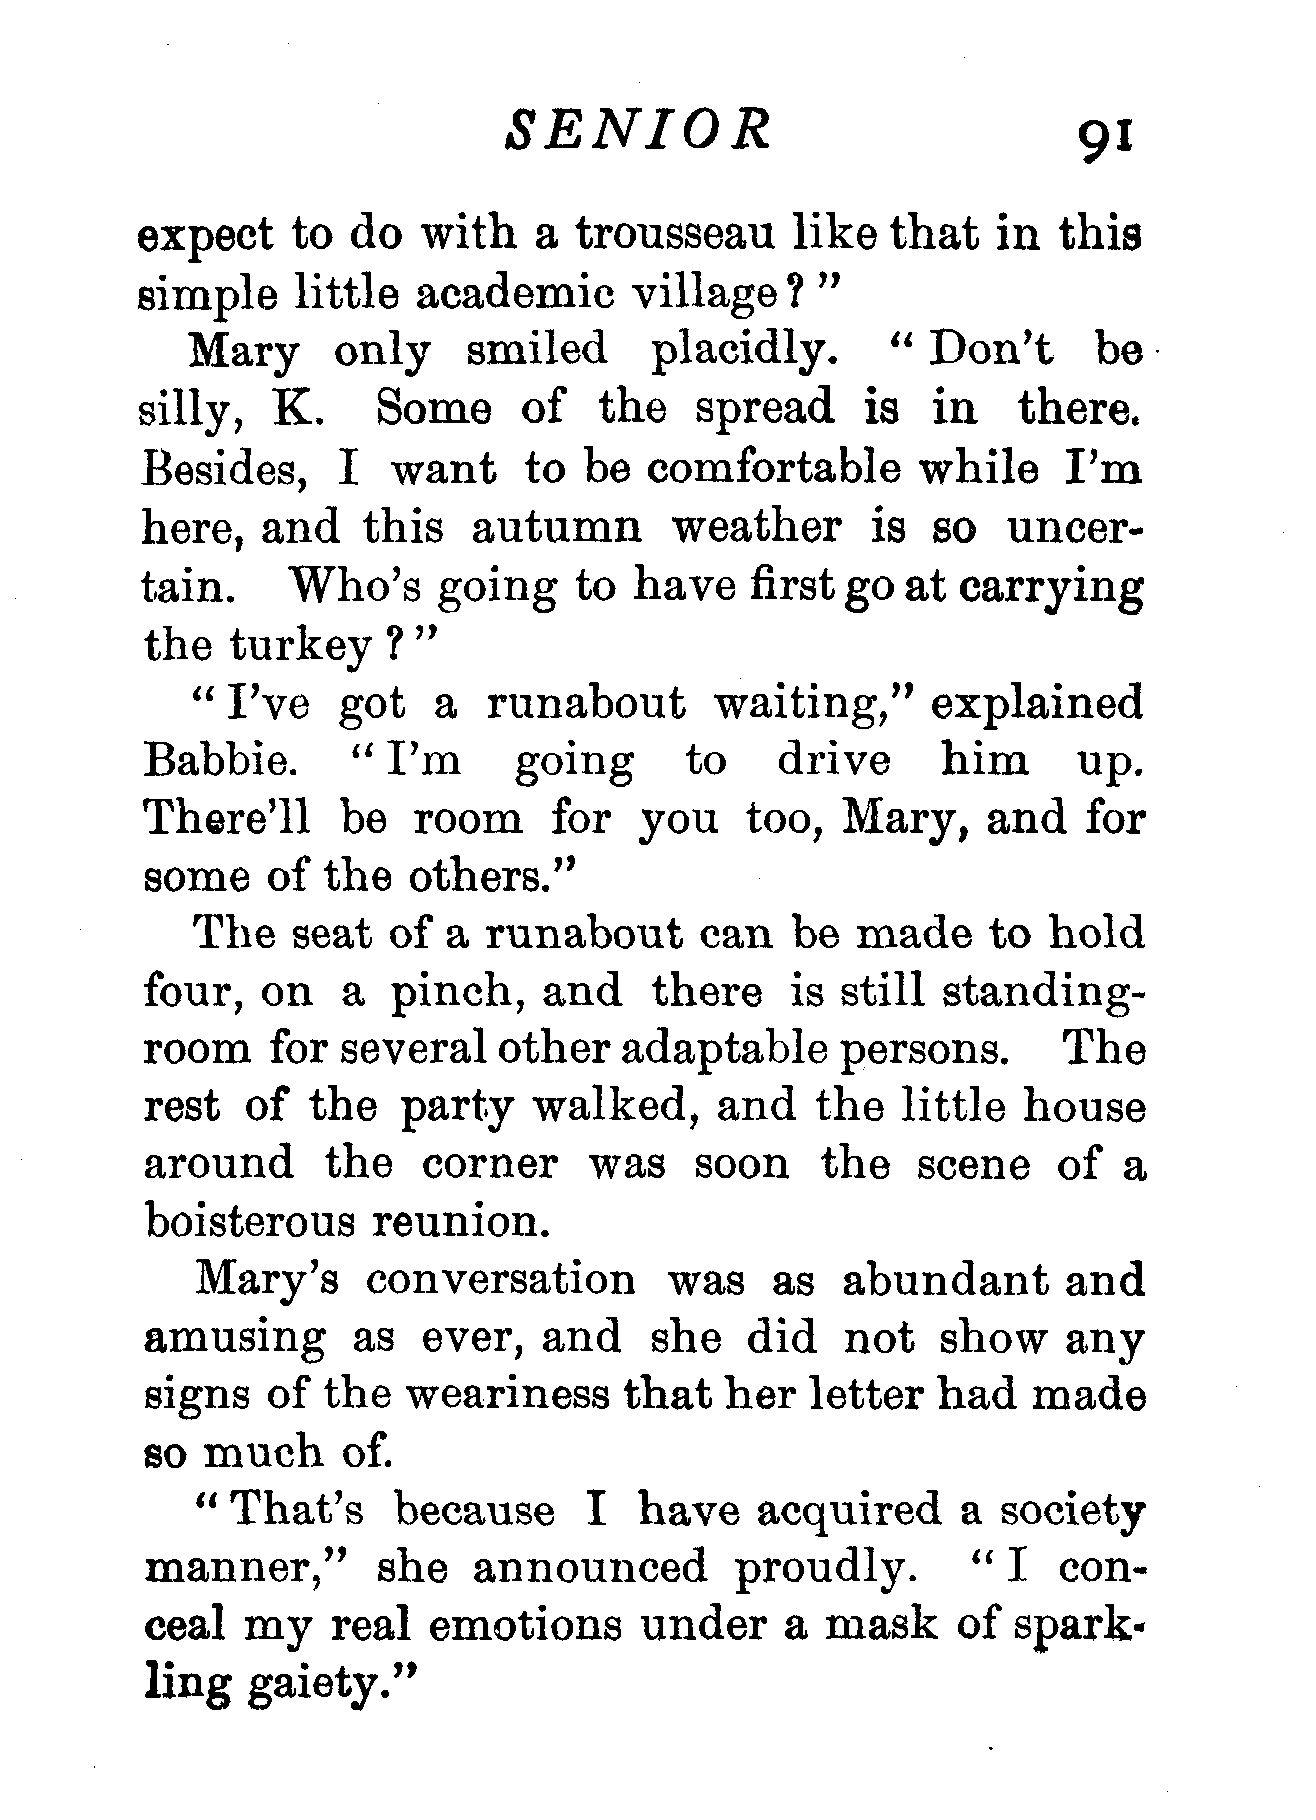 SENIOR 91
expect to do with a trousseau like that in this
simple little academic village?"
Mary only smiled placidly. "Don't be
silly, K. Some of the spread is in there.
Besides, I want to be comfortable while I'm
here, and this autumn weather is so uncer-
tain. Who's going to have first go at carrying
the turkey?"
"I've got a runabout waiting," explained
Babbie. "I'm going to drive him up.
There'll be room for you too, Mary, and for
some of the others."
The seat of a runabout can be made to hold
four, on a pinch, and there is still standing-
room for several other adaptable persons. The
rest of the party walked, and the little house
around the corner was soon the scene of a
boisterous reunion.
Mary's conversation was as abundant and
amusing as ever, and she did not show any
signs of the weariness that her letter had made
so much of.
"That's because I have acquired a society
manner," she announced proudly. "I con-
ceal my real emotions under a mask of spark-
ling gaiety."